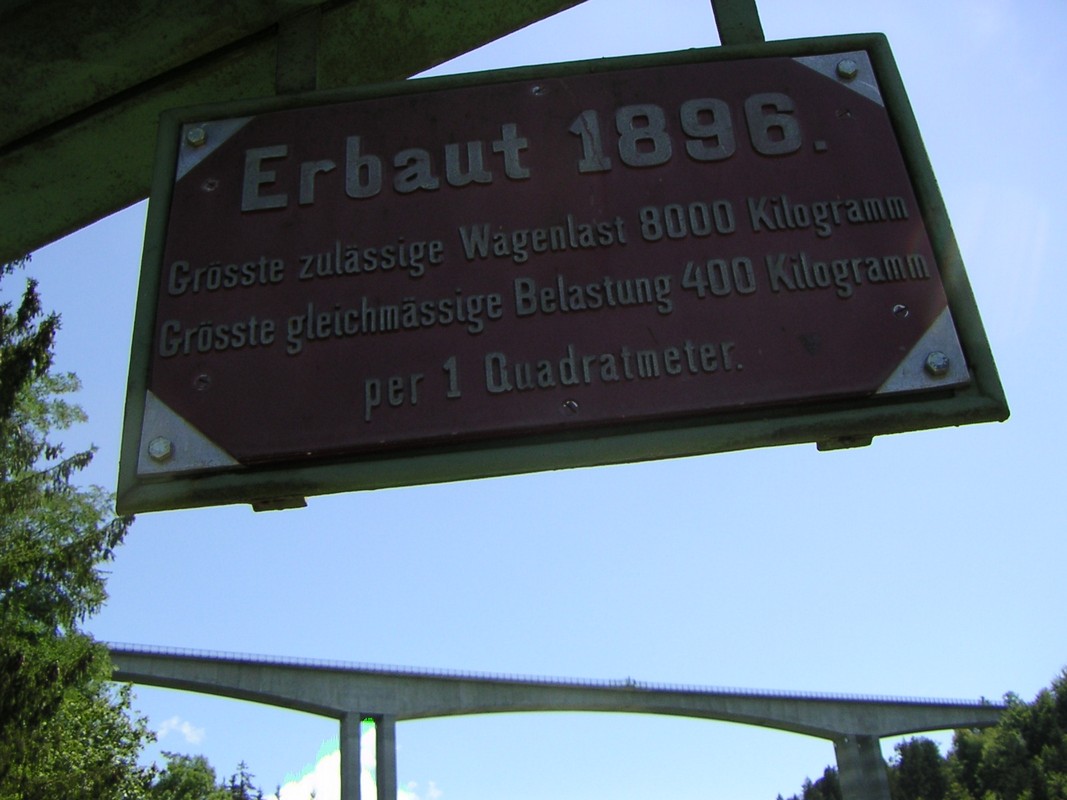 Erbaut 1896.
Grösste zulässige Wagenlast 8000 Kilogramm
Grösste gleichmässige Belastung 400 Kilogramm
per 1 Quadratmeter.